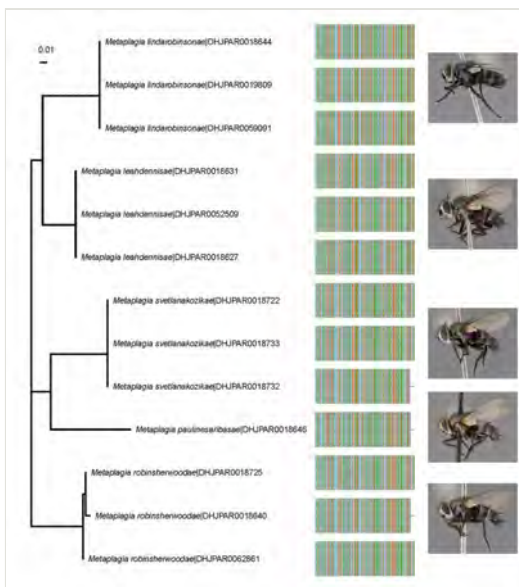 0.01
Metaplagia lindarobinsonae|DHJPAR0018644
Metaplagia lindarobinsonae|DHJPAR0019809
Metaplagia lindarobinsonae|DHJPAR0059091
Metaplagia leahdennisae|DHJPAR0016631
Metaplagia leahdennisae|DHJPAR0052509
Metaplagia leahdennisae|DHJPAR0018627
Metaplagia svetlanakozikae|DHJPAR0018722
Metaplagia svetlanakozikae|DHJPAR0018733
Metaplagia svetlanakozikae|DHJPAR0018732
Metaplagia paulinesaribasae|DHJPAR0018646
Metaplagia robinsherwoodae|DHJPAR0018725
Metaplagia robinsherwoodae|DHJPAR0018640
Metaplagia robinsherwoodae|DHJPAR0062861